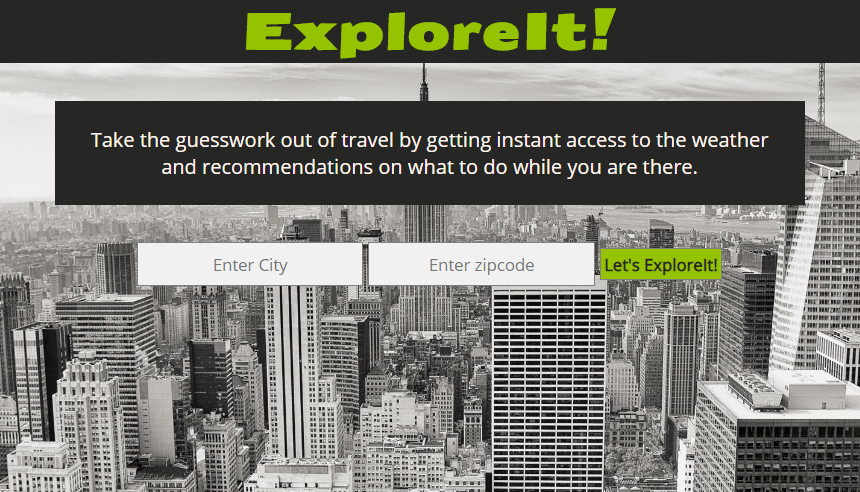 ExploreIt!
Take the guesswork out of travel by getting instant access to the weather
and recommendations on what to do while you are there.
Enter City
Enter zipcode
Let's ExploreIt!